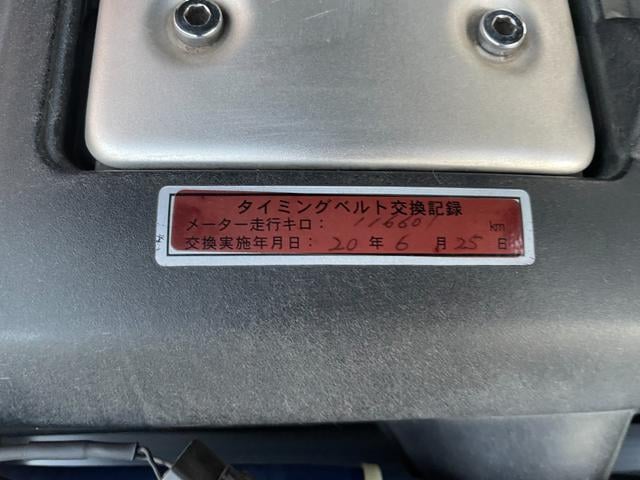 タイミングベルト交換記録
メーター走行キロ： 116601 km
交換実施年月日： 20 年 6 月 25 日